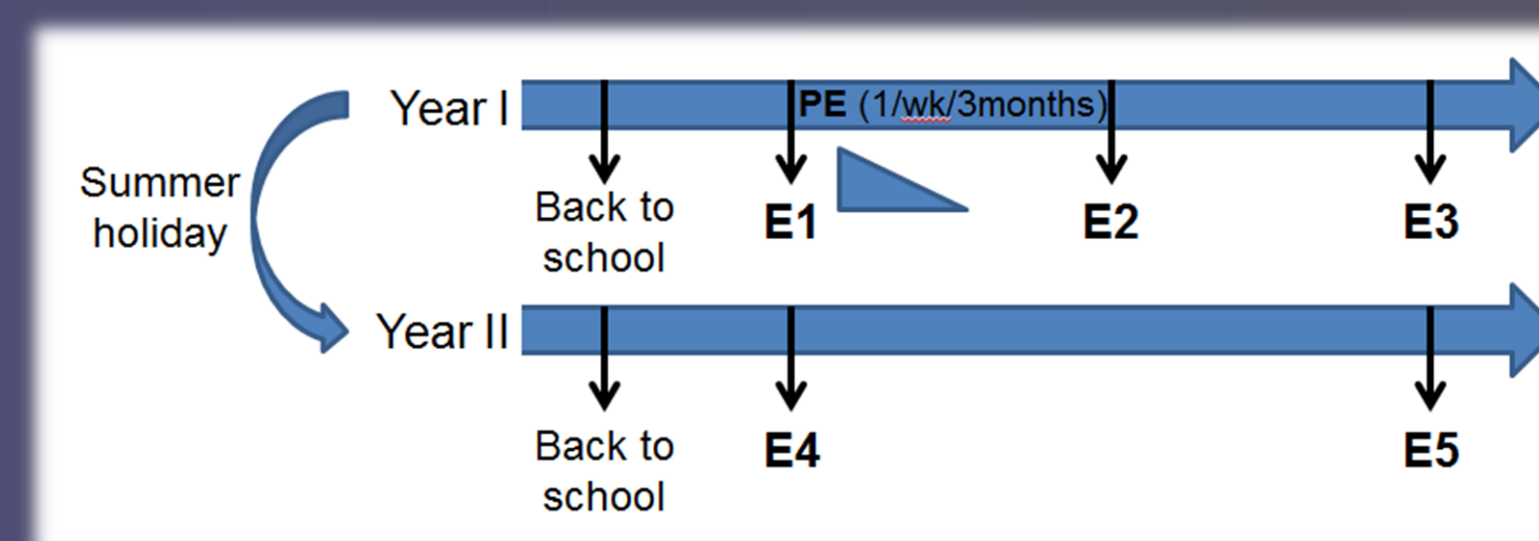 Year I
PE (1/wk/3months)
Summer
holiday
Back to
school
E1
E2
E3
Year II
Back to
school
E4
E5